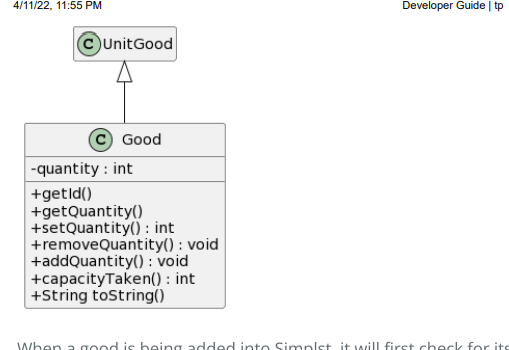 4/11/22, 11:55 PM Developer Guide | tp
C UnitGood
C Good
-quantity : int
+getId()
+getQuantity()
+setQuantity() : int
+removeQuantity() : void
+addQuantity() : void
+capacityTaken() : int
+String toString()
When a good is being added into Simplst, it will first check for its